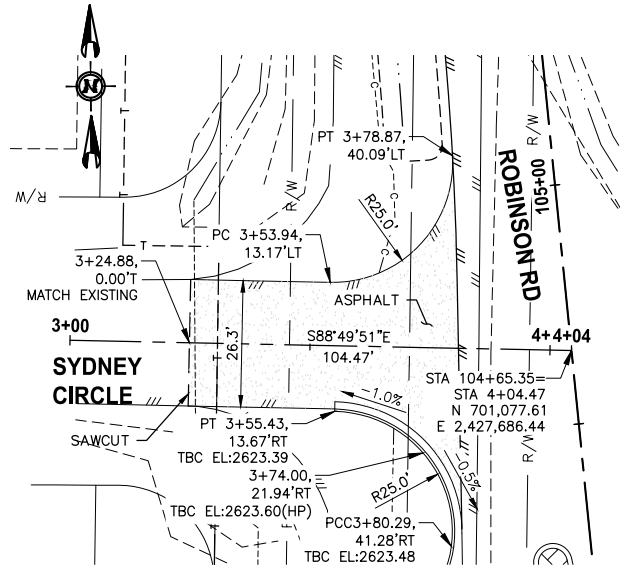 N
R/W
R/W
R/W
R/W
R/W
T
T
T
C
C
C
PT 3+78.87,
40.09'LT
R25.0'
PC 3+53.94,
13.17'LT
3+24.88,
0.00'T
MATCH EXISTING
ASPHALT
ROBINSON RD
105+00
3+00
26.3'
S88°49'51"E
104.47'
4+4+04
SYDNEY
CIRCLE
STA 104+65.35=
STA 4+04.47
N 701,077.61
E 2,427,686.44
-1.0%
SAWCUT
PT 3+55.43,
13.67'RT
TBC EL:2623.39
3+74.00,
21.94'RT
TBC EL:2623.60(HP)
R25.0'
-0.5%
PCC3+80.29,
41.28'RT
TBC EL:2623.48